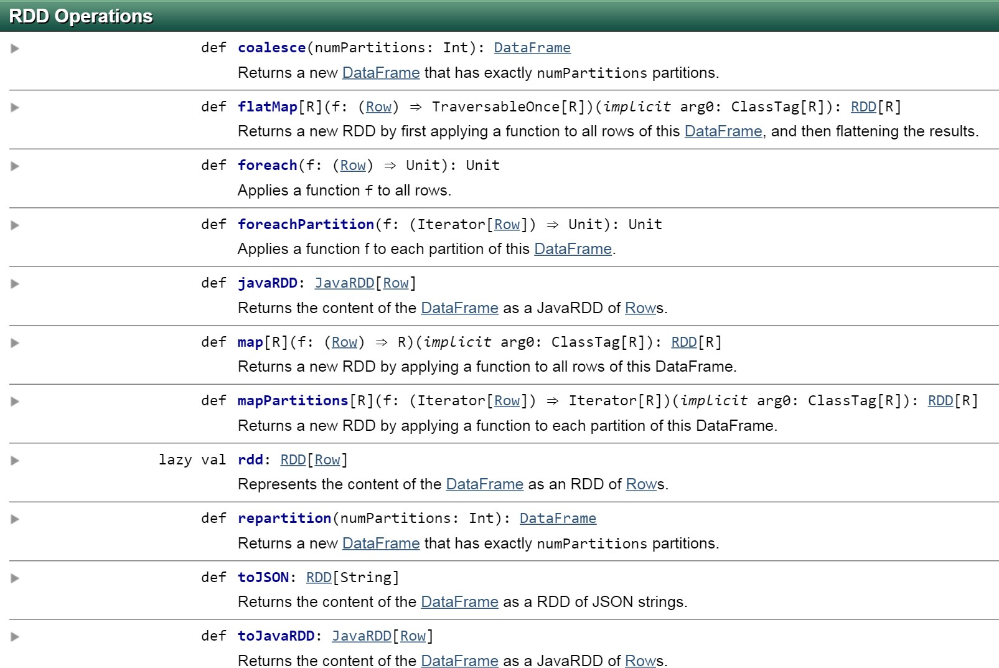 RDD Operations
def coalesce(numPartitions: Int): DataFrame
Returns a new DataFrame that has exactly numPartitions partitions.
def flatMap[R](f: (Row) ⇒ TraversableOnce[R])(implicit arg0: ClassTag[R]): RDD[R]
Returns a new RDD by first applying a function to all rows of this DataFrame, and then flattening the results.
def foreach(f: (Row) ⇒ Unit): Unit
Applies a function f to all rows.
def foreachPartition(f: (Iterator[Row]) ⇒ Unit): Unit
Applies a function f to each partition of this DataFrame.
def javaRDD: JavaRDD[Row]
Returns the content of the DataFrame as a JavaRDD of Rows.
def map[R](f: (Row) ⇒ R)(implicit arg0: ClassTag[R]): RDD[R]
Returns a new RDD by applying a function to all rows of this DataFrame.
def mapPartitions[R](f: (Iterator[Row]) ⇒ Iterator[R])(implicit arg0: ClassTag[R]): RDD[R]
Returns a new RDD by applying a function to each partition of this DataFrame.
lazy val rdd: RDD[Row]
Represents the content of the DataFrame as an RDD of Rows.
def repartition(numPartitions: Int): DataFrame
Returns a new DataFrame that has exactly numPartitions partitions.
def toJSON: RDD[String]
Returns the content of the DataFrame as a RDD of JSON strings.
def toJavaRDD: JavaRDD[Row]
Returns the content of the DataFrame as a JavaRDD of Rows.